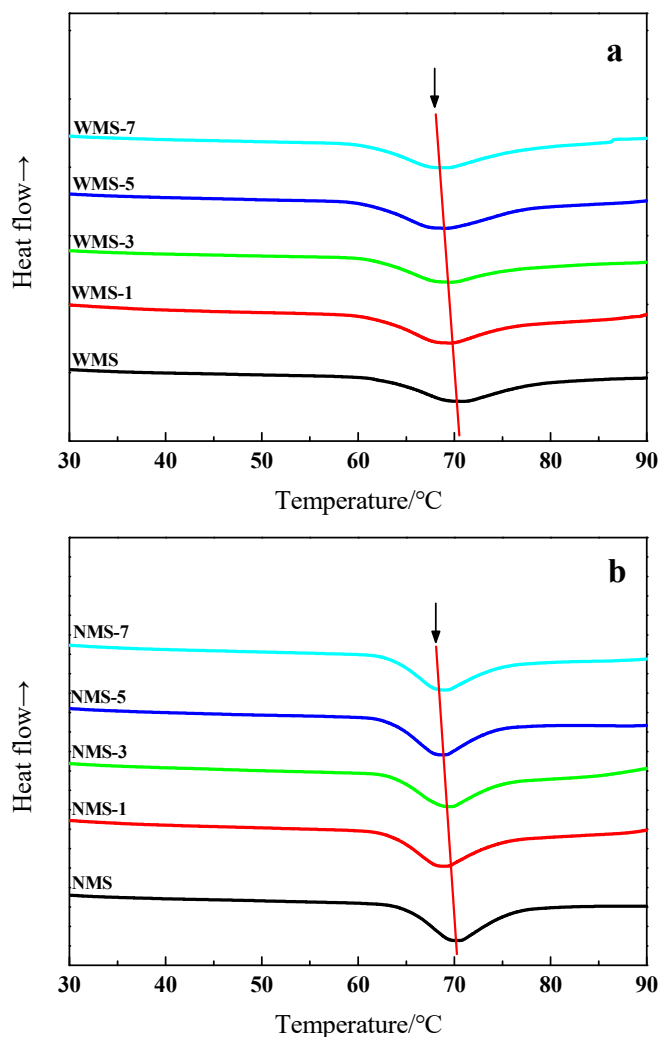 a
WMS-7
WMS-5
WMS-3
WMS-1
WMS
Heat flow→
30 40 50 60 70 80 90
Temperature/°C
b
NMS-7
NMS-5
NMS-3
NMS-1
NMS
Heat flow→
30 40 50 60 70 80 90
Temperature/°C